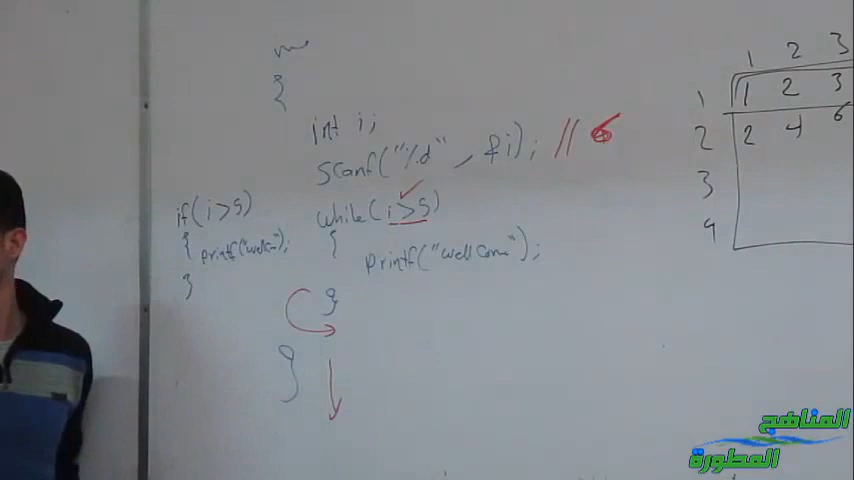 {
int i;
scanf("%d", &i); // 6
while( i>5)
{
printf("wellcome");
}
}
if( i>5)
{
printf("wellcom");
}
1 2 3
1 1 2 3
2 2 4 6
3
4
المناهج
المطورة